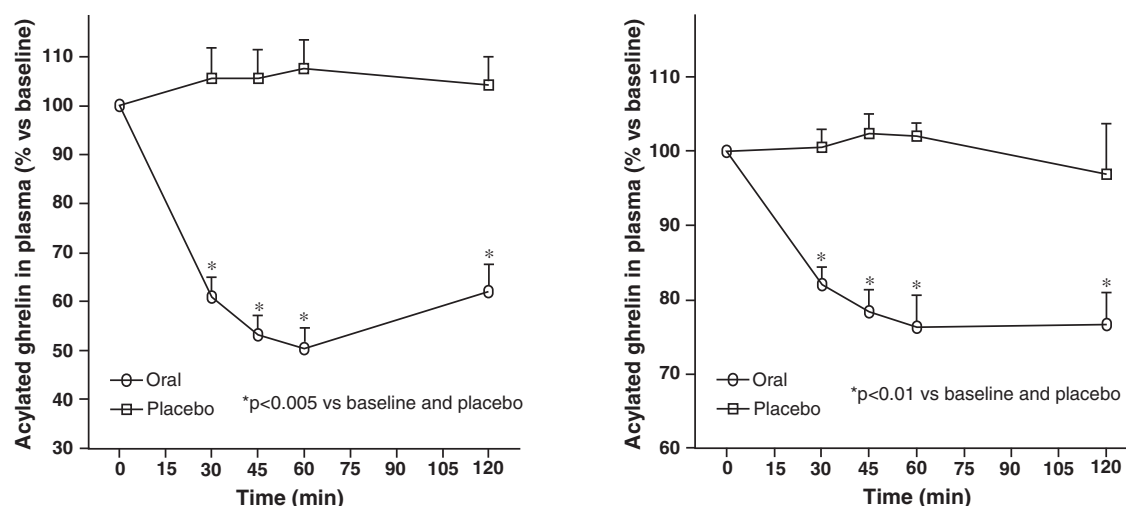 Acylated ghrelin in plasma (% vs baseline)
110
100
90
80
70
60
50
40
30
* * * *
Oral
Placebo
*p<0.005 vs baseline and placebo
0 15 30 45 60 75 90 105 120
Time (min)
Acylated ghrelin in plasma (% vs baseline)
110
100
90
80
70
60
* * * *
Oral
Placebo
*p<0.01 vs baseline and placebo
0 15 30 45 60 75 90 105 120
Time (min)